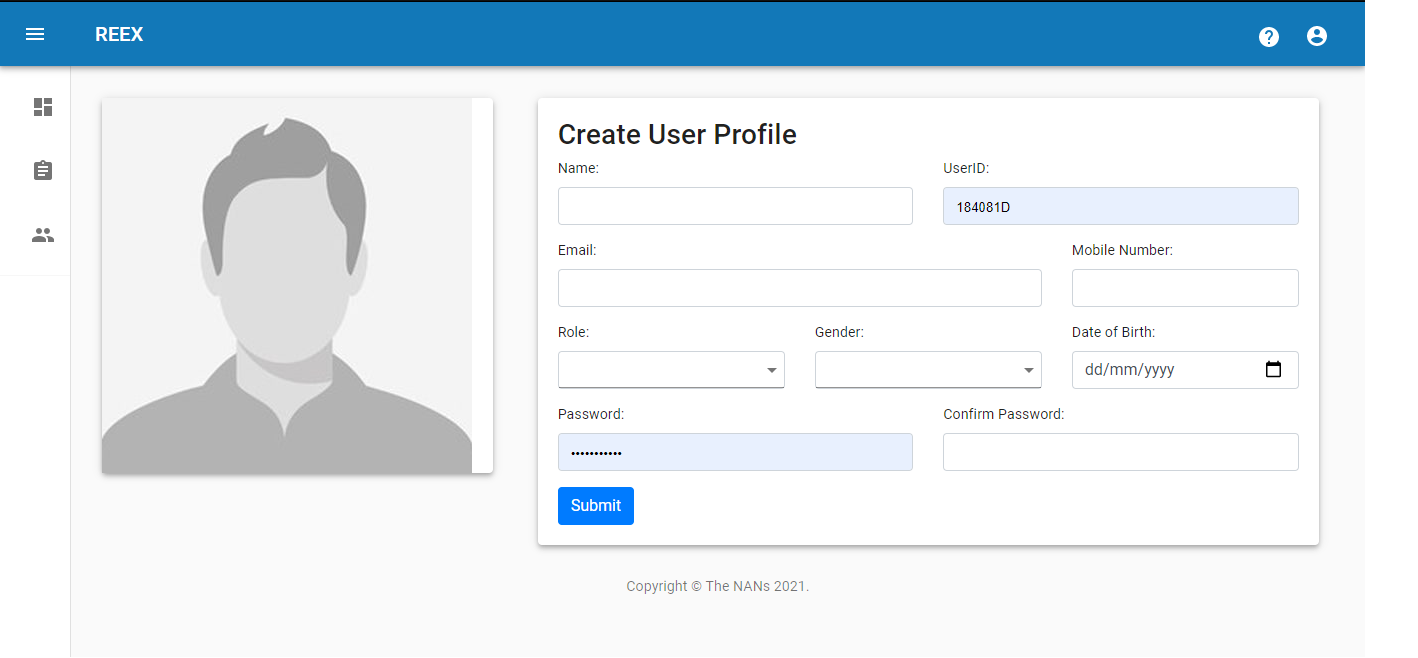 REEX
Create User Profile
Name: UserID:
184081D
Email: Mobile Number:
Role: Gender: Date of Birth:
dd/mm/yyyy
Password: Confirm Password:
•••••••••••
Submit
Copyright © The NANs 2021.